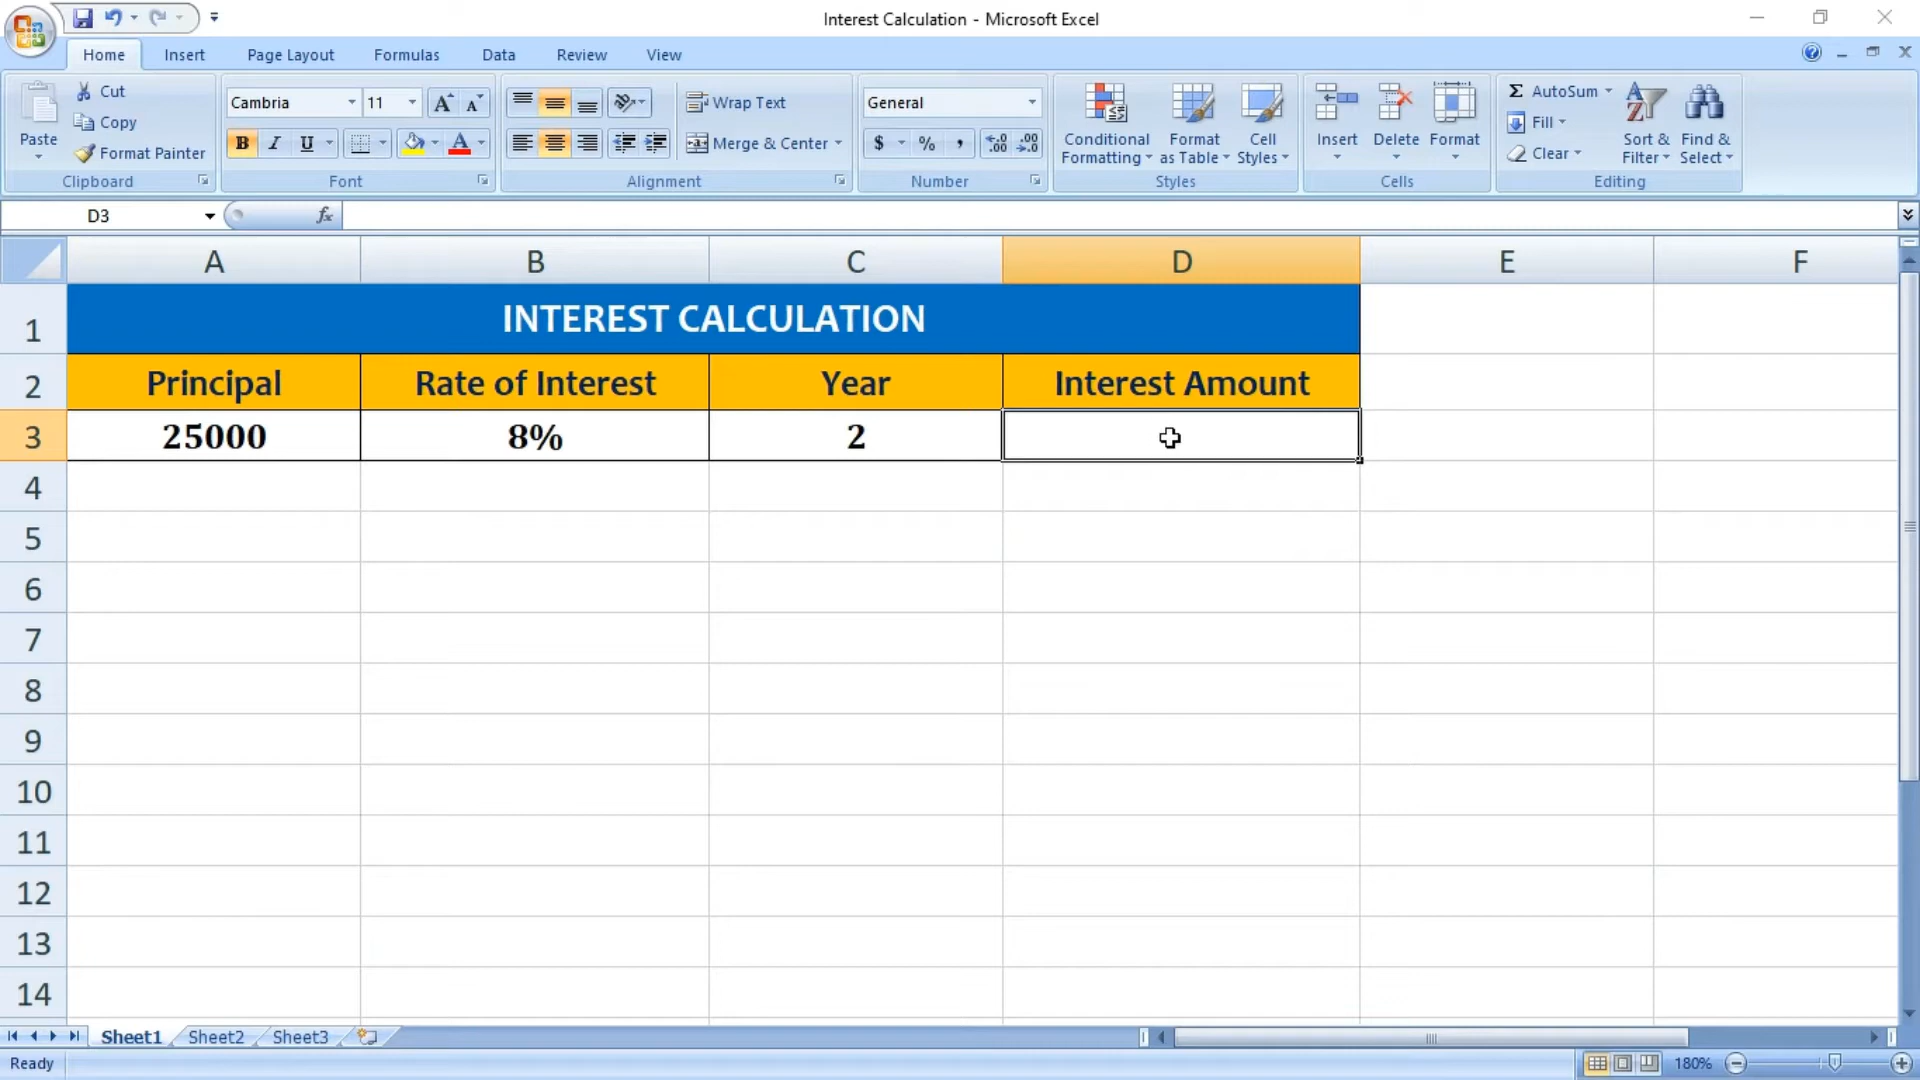 Interest Calculation - Microsoft Excel
Home Insert Page Layout Formulas Data Review View
Paste
Cut
Copy
Format Painter
Clipboard
Cambria 11
B I U A
Font
Wrap Text
Merge & Center
Alignment
General
$ % , .0 .00 .00 .0
Number
Conditional Formatting
Format as Table
Cell Styles
Styles
Insert Delete Format
Cells
Σ AutoSum
Fill
Clear
Sort & Filter
Find & Select
Editing
D3 fx
A B C D E F
1 INTEREST CALCULATION
2 Principal Rate of Interest Year Interest Amount
3 25000 8% 2
4
5
6
7
8
9
10
11
12
13
14
Sheet1 Sheet2 Sheet3
Ready 180%